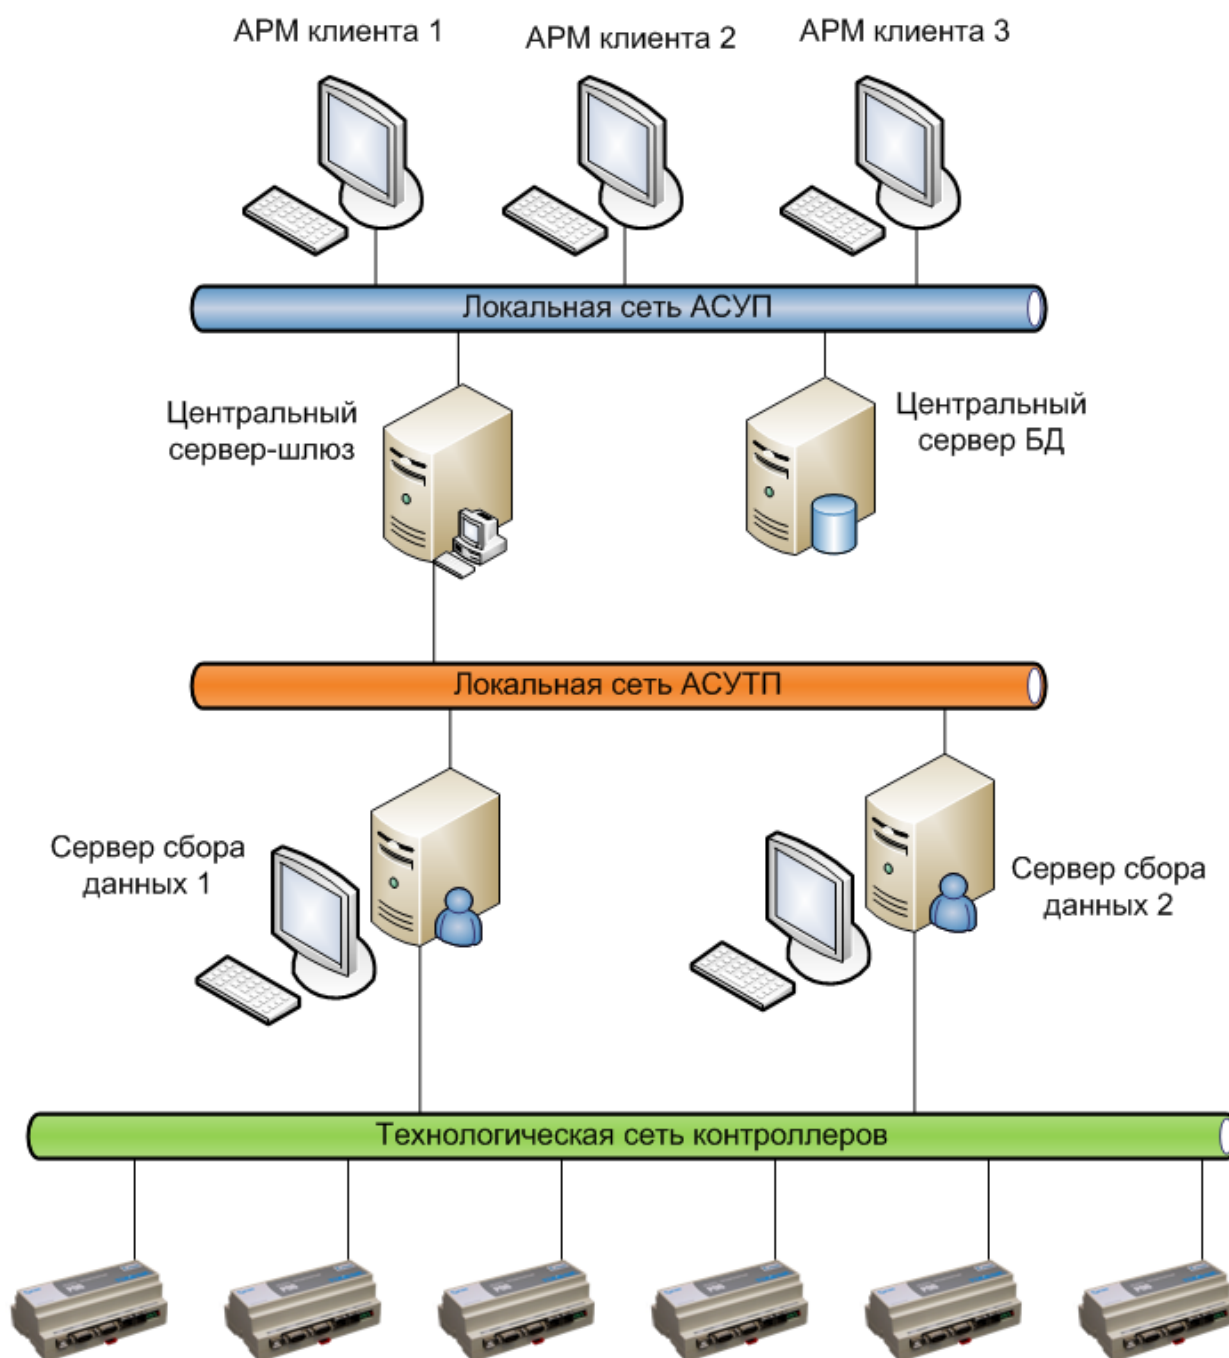 АРМ клиента 1
АРМ клиента 2
АРМ клиента 3
Локальная сеть АСУП
Центральный
сервер-шлюз
Центральный
сервер БД
Локальная сеть АСУТП
Сервер сбора
данных 1
Сервер сбора
данных 2
Технологическая сеть контроллеров